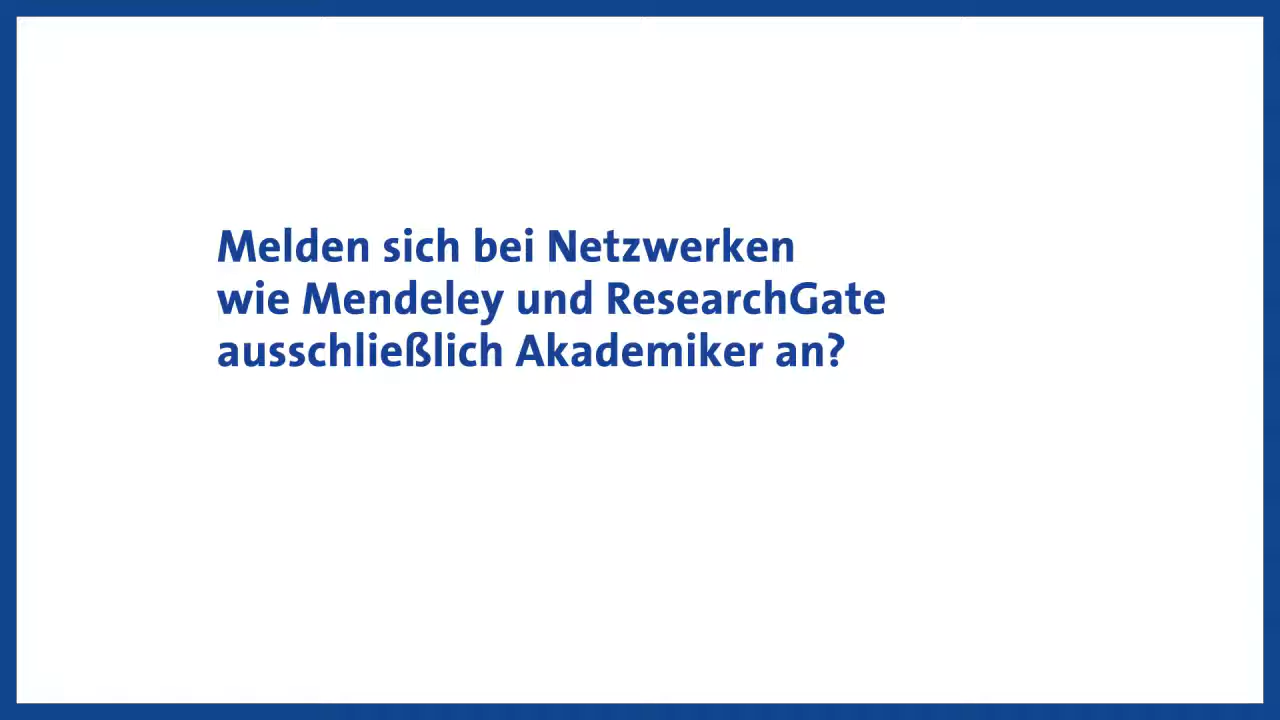 Melden sich bei Netzwerken
wie Mendeley und ResearchGate
ausschließlich Akademiker an?